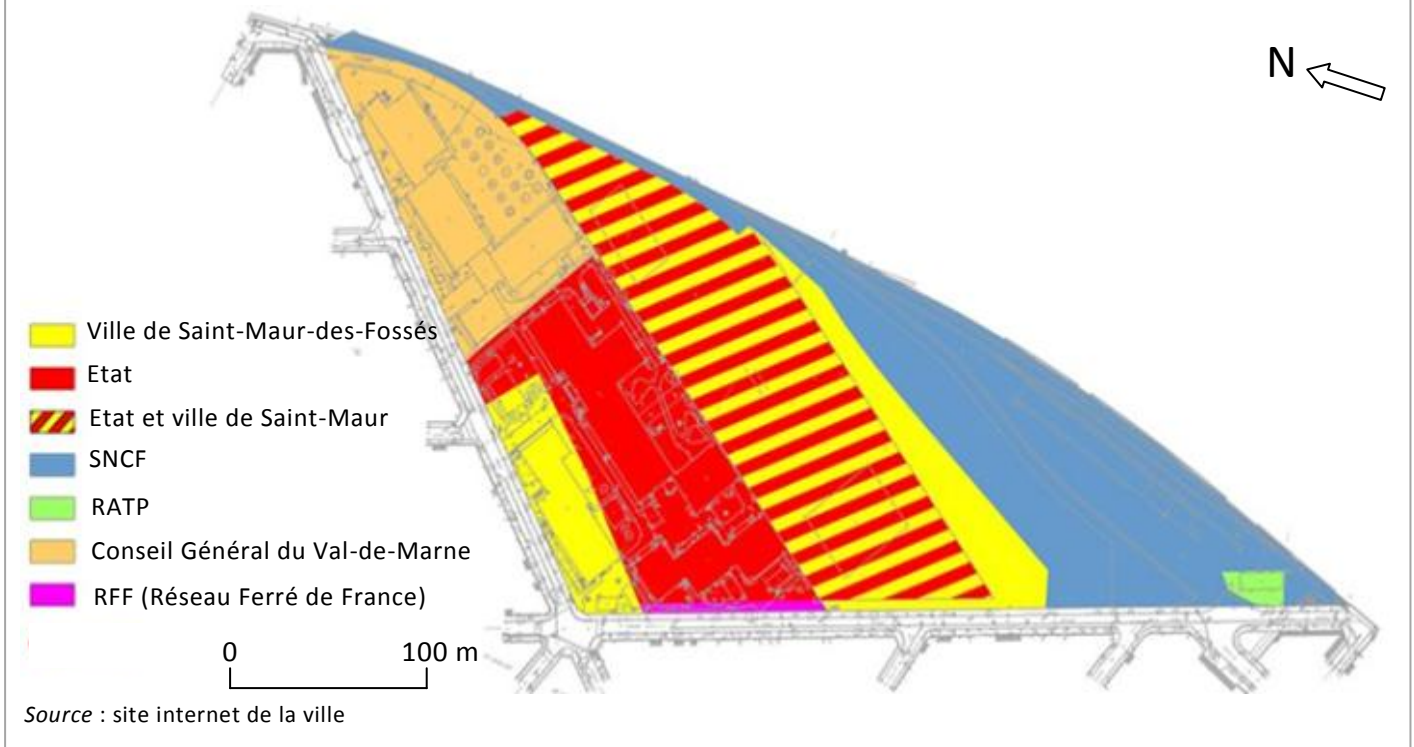 N
Ville de Saint-Maur-des-Fossés
Etat
Etat et ville de Saint-Maur
SNCF
RATP
Conseil Général du Val-de-Marne
RFF (Réseau Ferré de France)
0 100 m
Source : site internet de la ville